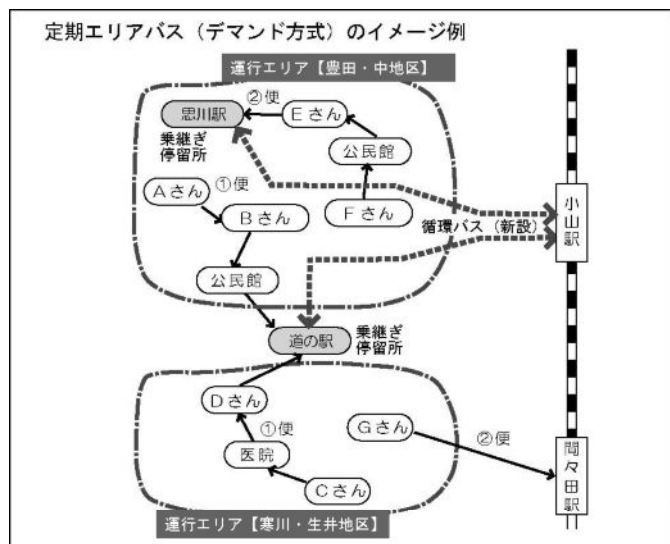 定期エリアバス（デマンド方式）のイメージ例
運行エリア【豊田・中地区】
思川駅
②便
Eさん
乗継ぎ
停留所
公民館
Aさん
①便
Bさん
Fさん
小山駅
循環バス（新設）
公民館
道の駅
乗継ぎ
停留所
Dさん
①便
医院
Gさん
②便
Cさん
間々田駅
運行エリア【寒川・生井地区】